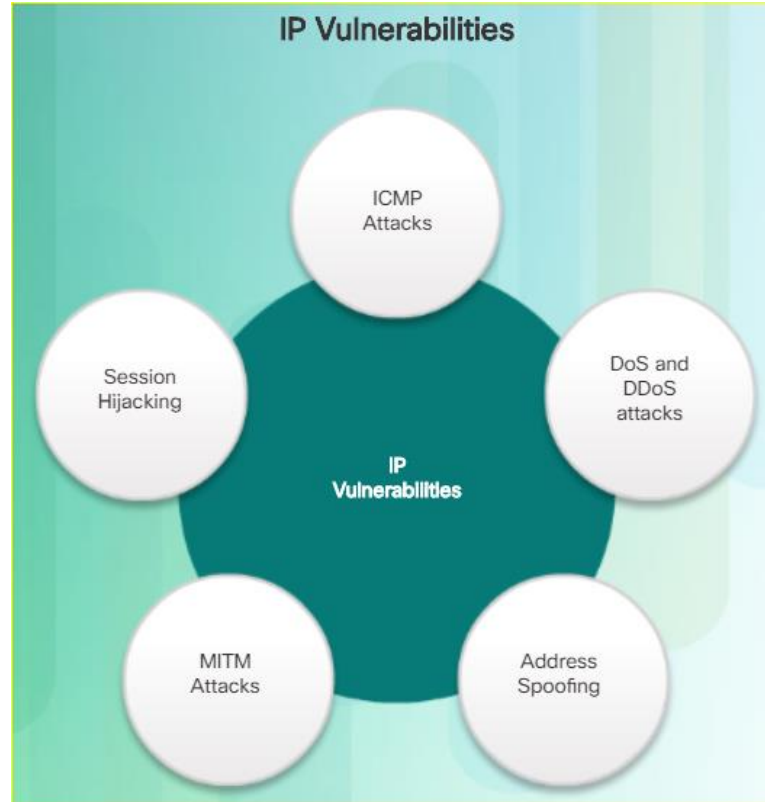 IP Vulnerabilities
ICMP
Attacks
DoS and
DDoS
attacks
Session
Hijacking
IP
Vulnerabilities
MITM
Attacks
Address
Spoofing